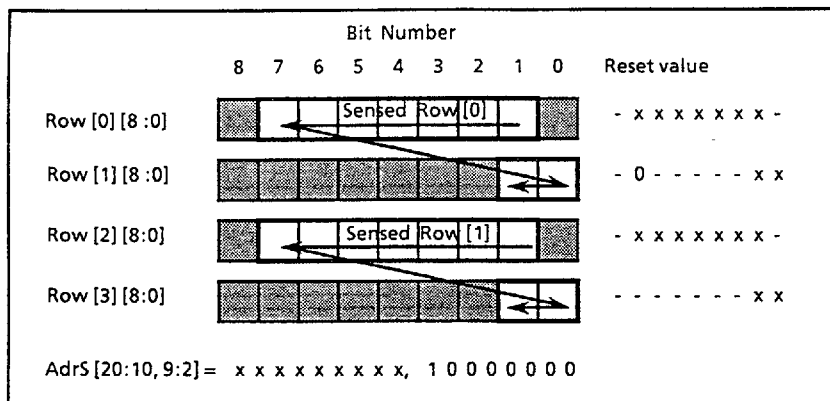 Bit Number
8 7 6 5 4 3 2 1 0 Reset value
Row [0] [8 :0] Sensed Row [0] - x x x x x x x -
Row [1] [8 :0] - 0 - - - - - x x
Row [2] [8:0] Sensed Row [1] - x x x x x x x -
Row [3] [8:0] - - - - - - - x x
AdrS [20:10, 9:2] = x x x x x x x x x, 1 0 0 0 0 0 0 0